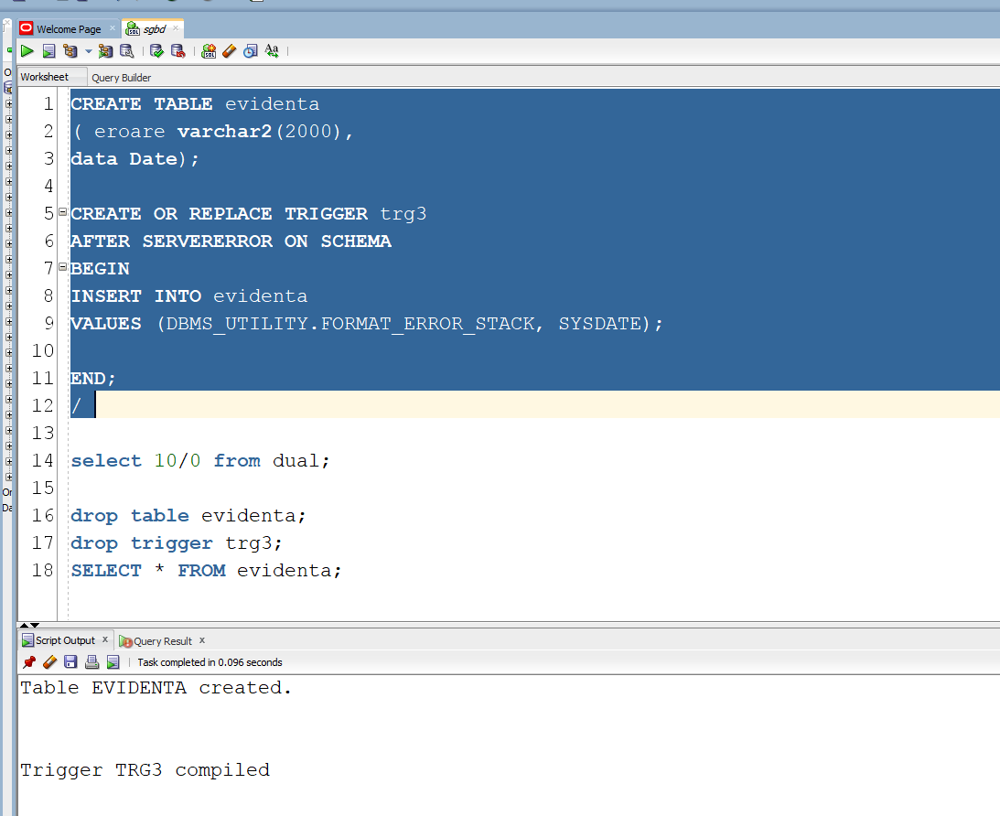 Welcome Page
sgbd
Worksheet
Query Builder
1 CREATE TABLE evidenta
2 ( eroare varchar2(2000),
3 data Date);
4
5 CREATE OR REPLACE TRIGGER trg3
6 AFTER SERVERERROR ON SCHEMA
7 BEGIN
8 INSERT INTO evidenta
9 VALUES (DBMS_UTILITY.FORMAT_ERROR_STACK, SYSDATE);
10
11 END;
12 /
13
14 select 10/0 from dual;
15
16 drop table evidenta;
17 drop trigger trg3;
18 SELECT * FROM evidenta;
Script Output x
Query Result x
Task completed in 0.096 seconds
Table EVIDENTA created.
Trigger TRG3 compiled